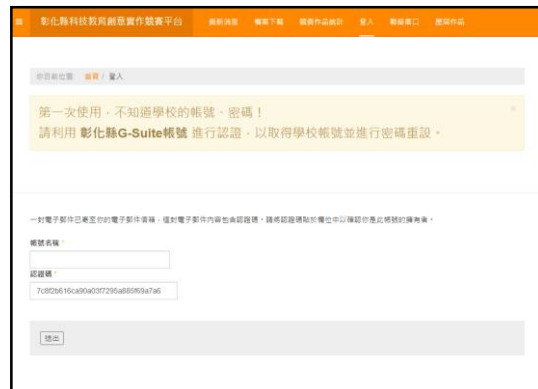 彰化縣科技教育創意實作競賽平台
最新消息 檔案下載 競賽作品統計 登入 聯絡窗口 歷屆作品
你目前位置: 首頁 / 登入
第一次使用,不知道學校的帳號、密碼!
請利用 彰化縣G-Suite帳號 進行認證,以取得學校帳號並進行密碼重設。
一封電子郵件已寄至你的電子郵件信箱,這封電子郵件內容包含認證碼,請將認證碼貼於欄位中以確認你是此帳號的擁有者。
帳號名稱 *
認證碼 *
送出